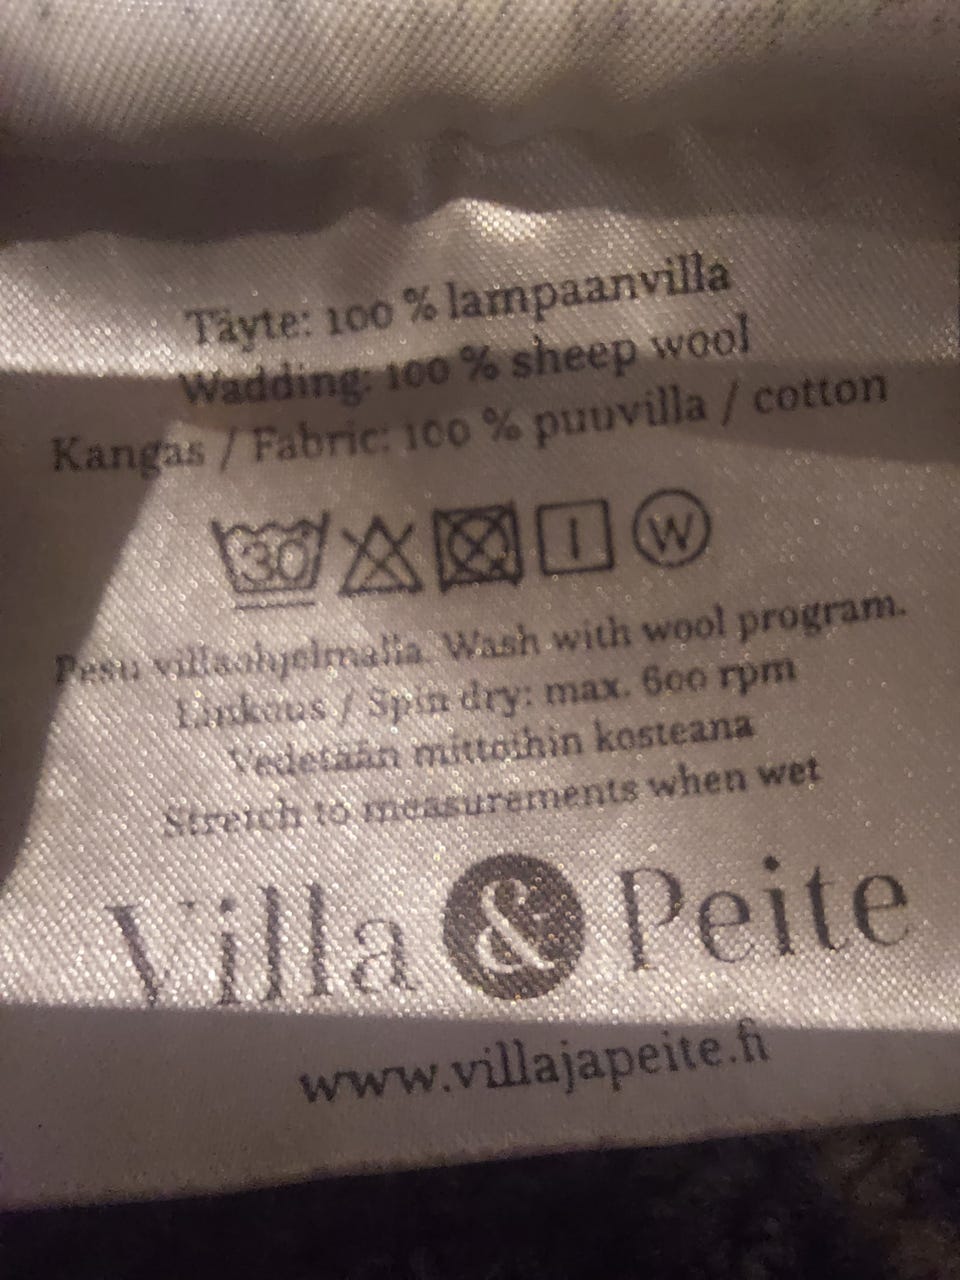 Täyte: 100 % lampaanvilla
Wadding: 100 % sheep wool
Kangas / Fabric: 100 % puuvilla / cotton
30 I W
Pesu villaohjelmalla. Wash with wool program.
Linkous / Spin dry: max. 600 rpm
Vedetään mittoihin kosteana
Stretch to measurements when wet
Villa & Peite
www.villajapeite.fi